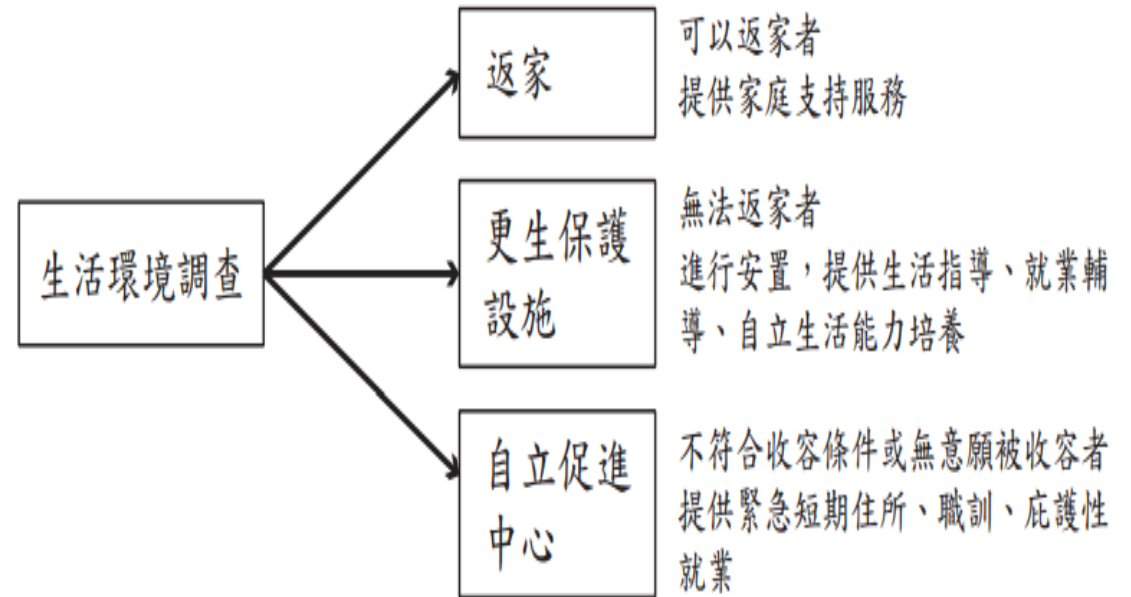 生活環境調查
返家
可以返家者
提供家庭支持服務
更生保護
設施
無法返家者
進行安置，提供生活指導、就業輔
導、自立生活能力培養
自立促進
中心
不符合收容條件或無意願被收容者
提供緊急短期住所、職訓、庇護性
就業